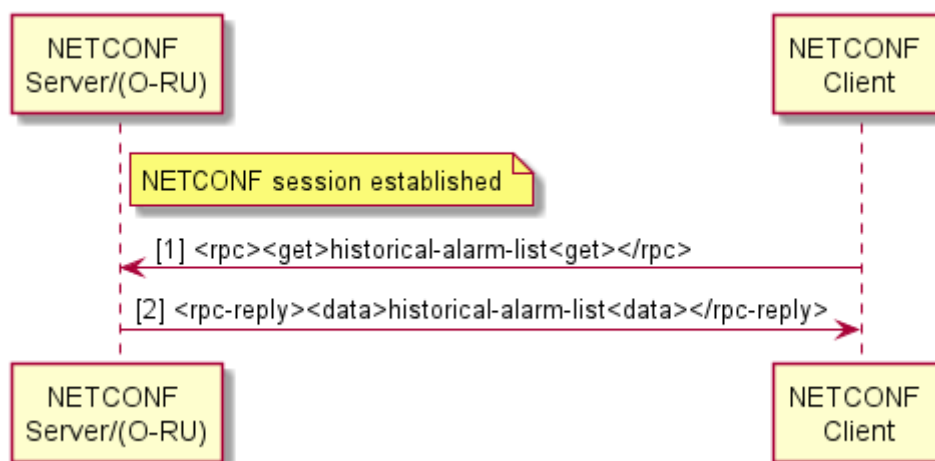 NETCONF
Server/(O-RU)
NETCONF
Client
NETCONF session established
[1] <rpc><get>historical-alarm-list<get></rpc>
[2] <rpc-reply><data>historical-alarm-list<data></rpc-reply>
NETCONF
Server/(O-RU)
NETCONF
Client